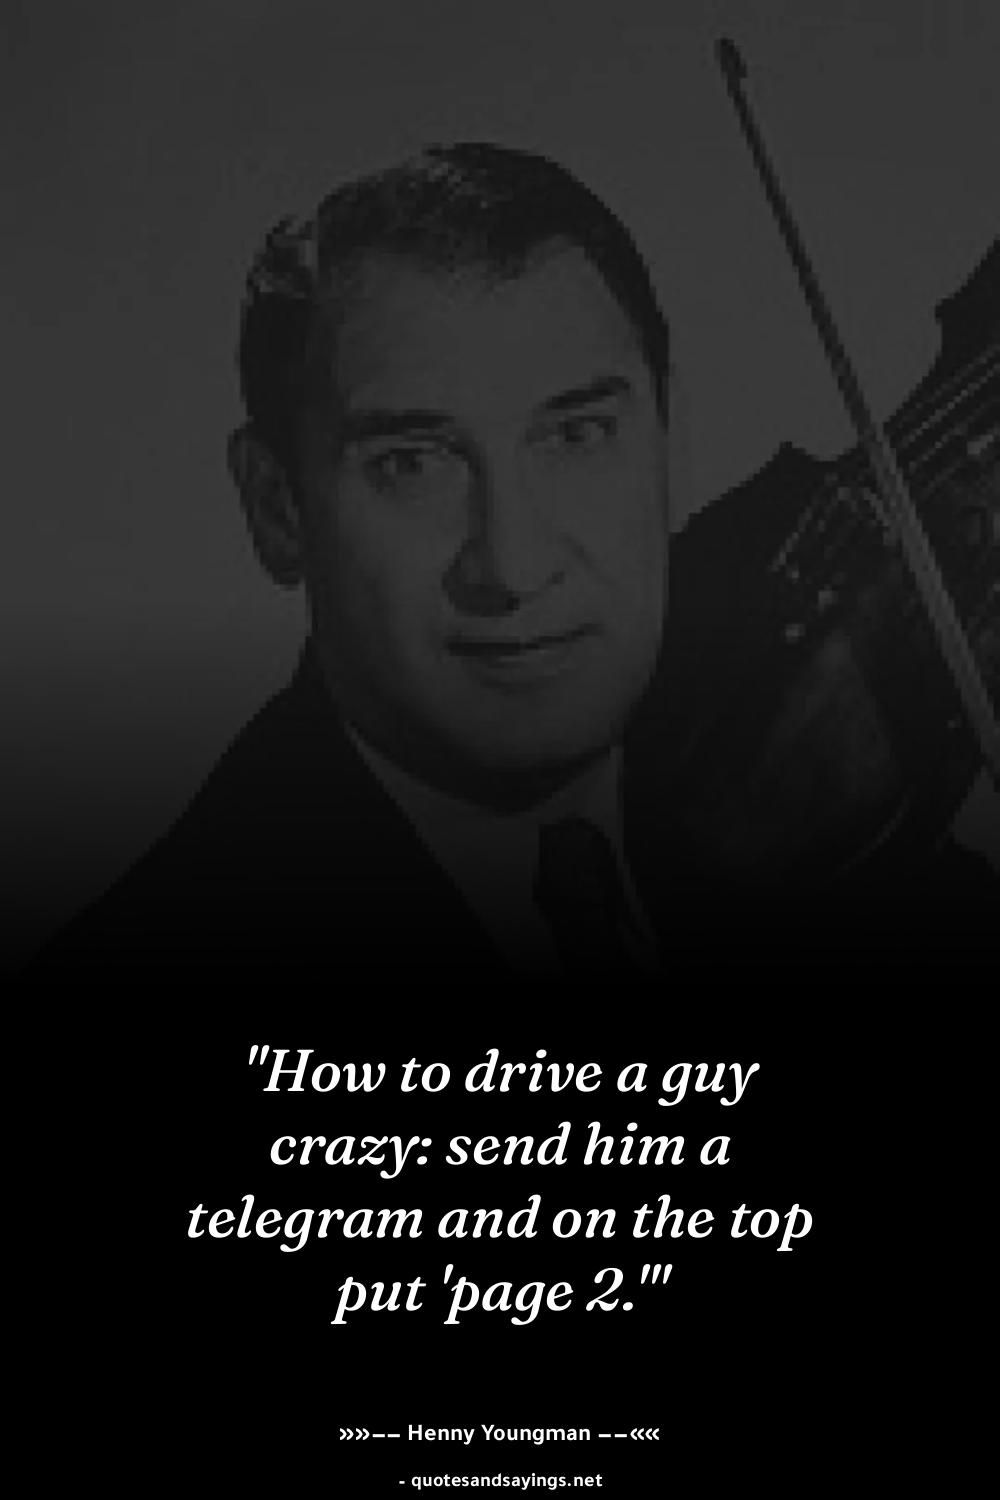 "How to drive a guy
crazy: send him a
telegram and on the top
put 'page 2.'"
»»–– Henny Youngman ––««
- quotesandsayings.net